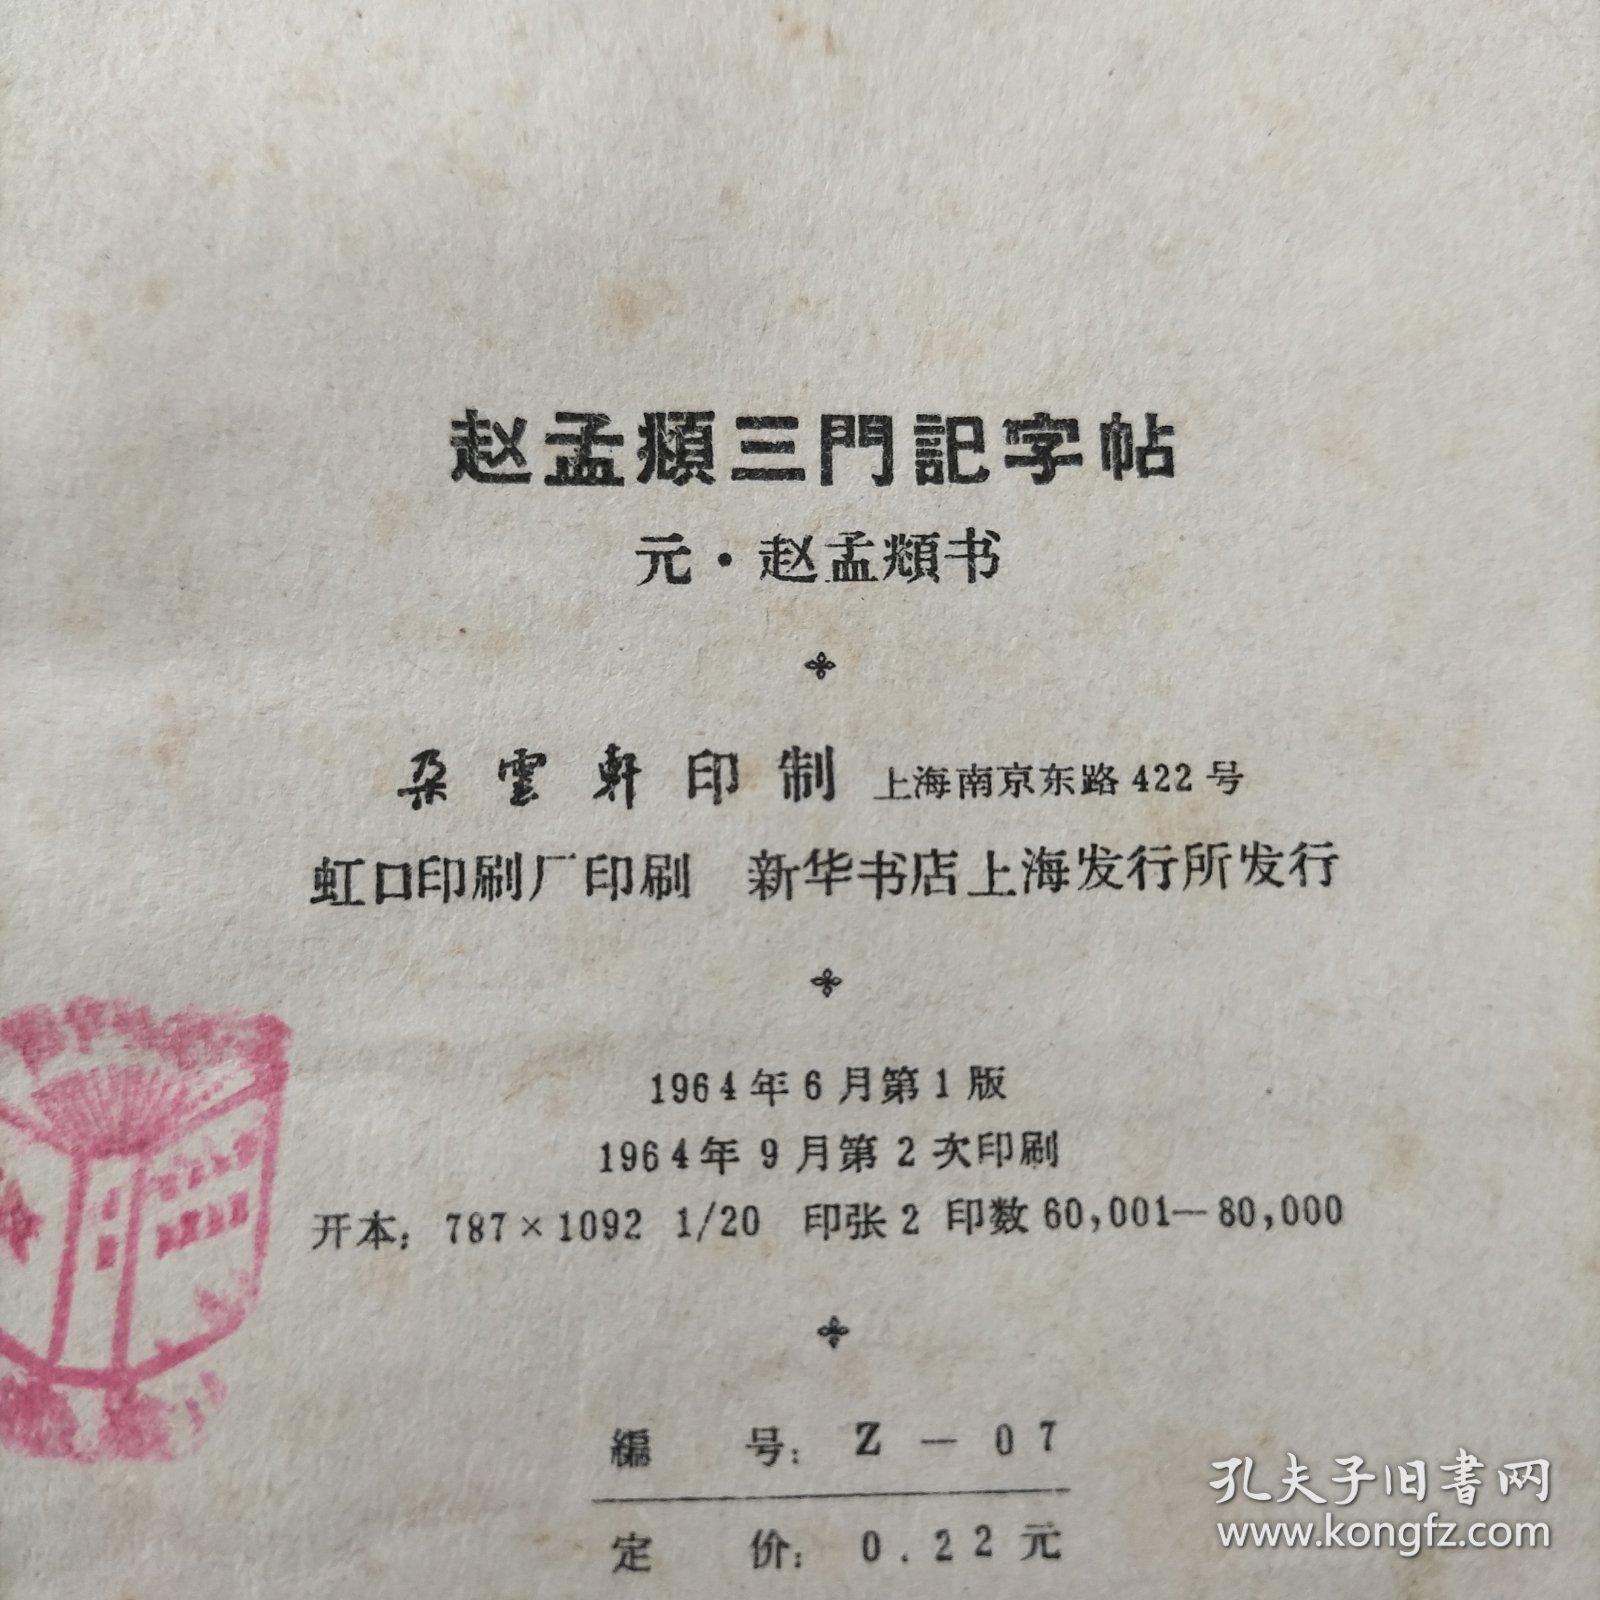 赵孟頫三門記字帖
元·赵孟頫书
朵雲軒印制 上海南京东路422号
虹口印刷厂印刷 新华书店上海发行所发行
1964年6月第1版
1964年9月第2次印刷
开本：787×1092 1/20 印张2 印数60,001—80,000
編号：Z—07
定价：0.22元
孔夫子旧書网
www.kongfz.com